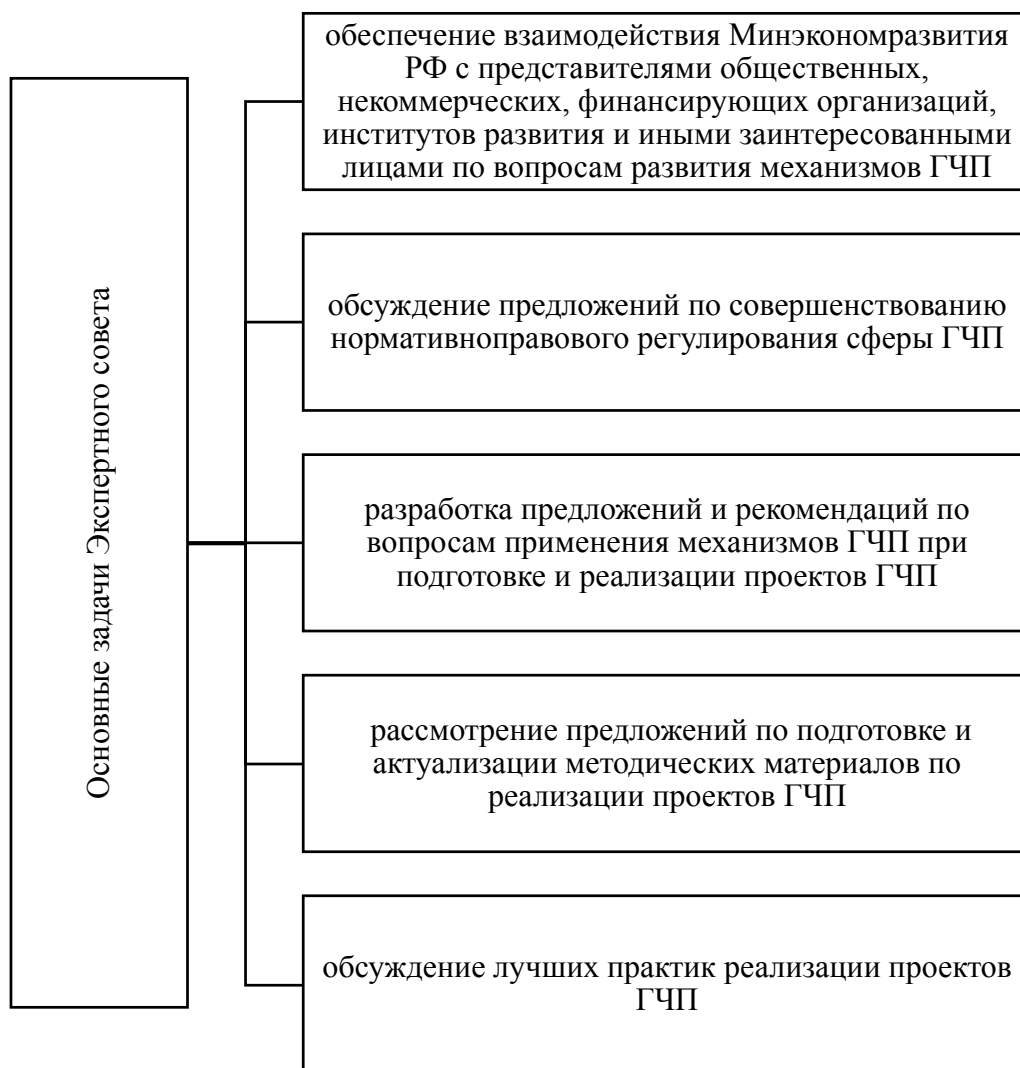 Основные задачи Экспертного совета
обеспечение взаимодействия Минэкономразвития
РФ с представителями общественных,
некоммерческих, финансирующих организаций,
институтов развития и иными заинтересованными
лицами по вопросам развития механизмов ГЧП
обсуждение предложений по совершенствованию
нормативноправового регулирования сферы ГЧП
разработка предложений и рекомендаций по
вопросам применения механизмов ГЧП при
подготовке и реализации проектов ГЧП
рассмотрение предложений по подготовке и
актуализации методических материалов по
реализации проектов ГЧП
обсуждение лучших практик реализации проектов
ГЧП